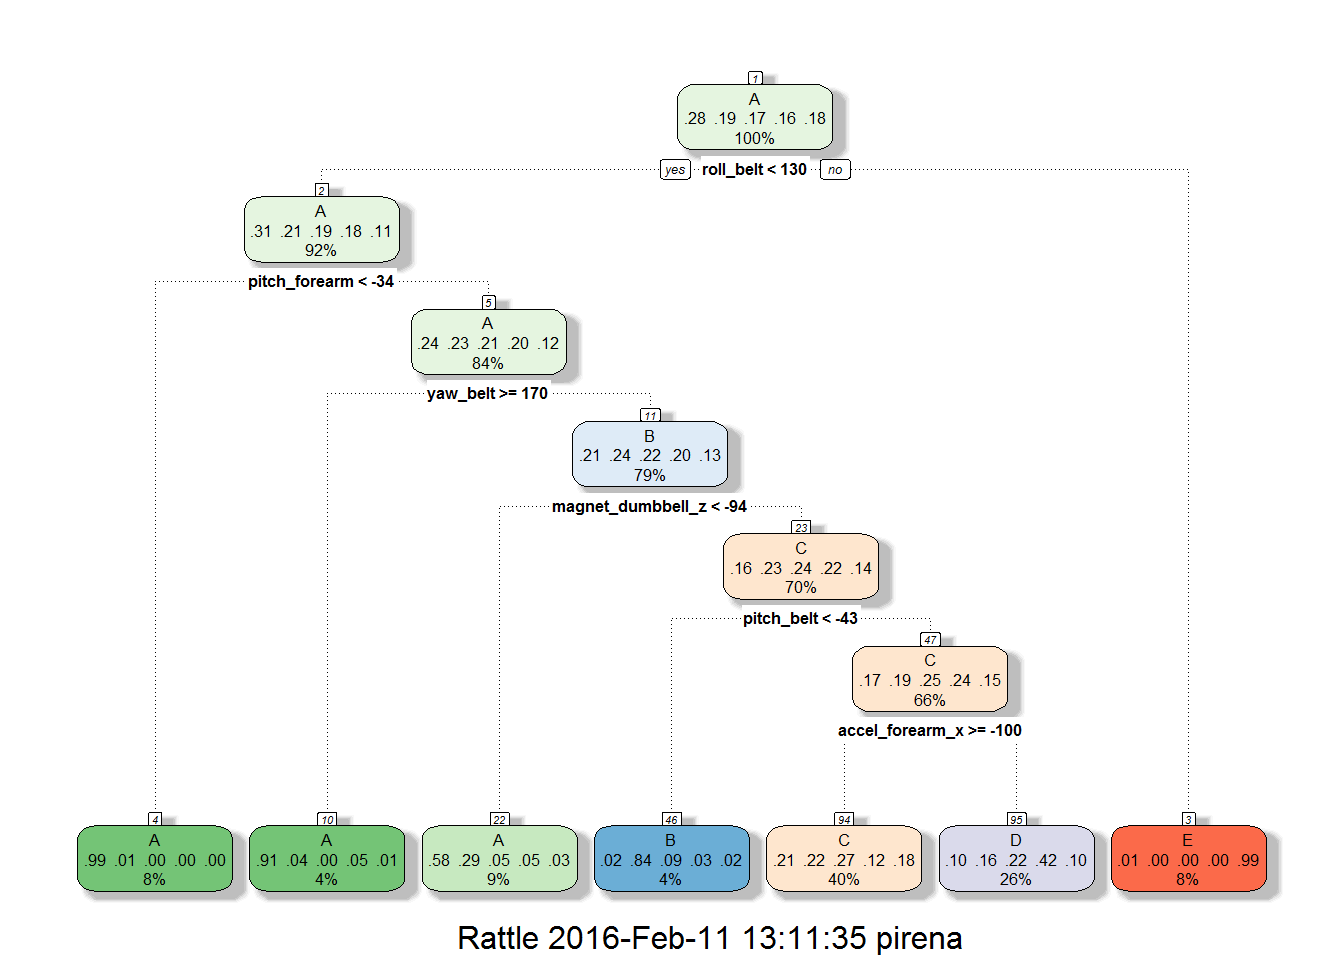 1
A
.28 .19 .17 .16 .18
100%
yes roll_belt < 130 no
2
A
.31 .21 .19 .18 .11
92%
pitch_forearm < -34
5
A
.24 .23 .21 .20 .12
84%
yaw_belt >= 170
11
B
.21 .24 .22 .20 .13
79%
magnet_dumbbell_z < -94
23
C
.16 .23 .24 .22 .14
70%
pitch_belt < -43
47
C
.17 .19 .25 .24 .15
66%
accel_forearm_x >= -100
4
A
.99 .01 .00 .00 .00
8%
10
A
.91 .04 .00 .05 .01
4%
22
A
.58 .29 .05 .05 .03
9%
46
B
.02 .84 .09 .03 .02
4%
94
C
.21 .22 .27 .12 .18
40%
95
D
.10 .16 .22 .42 .10
26%
3
E
.01 .00 .00 .00 .99
8%
Rattle 2016-Feb-11 13:11:35 pirena